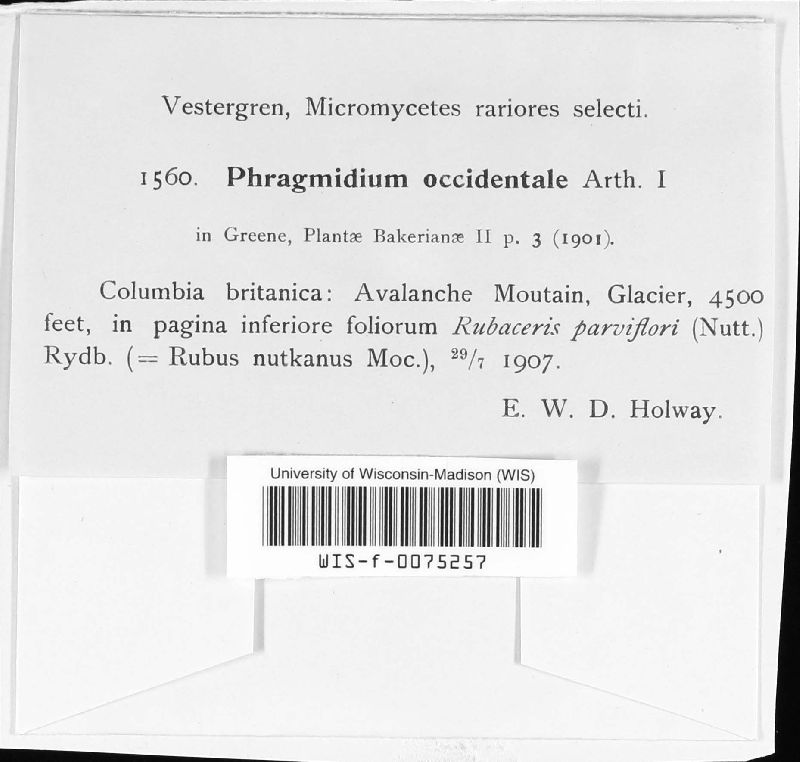 Vestergren, Micromycetes rariores selecti.
1560. Phragmidium occidentale Arth. I
in Greene, Plantæ Bakerianæ II p. 3 (1901).
Columbia britanica: Avalanche Moutain, Glacier, 4500
feet, in pagina inferiore foliorum Rubaceris parviflori (Nutt.)
Rydb. (= Rubus nutkanus Moc.), 29/7 1907.
E. W. D. Holway.
University of Wisconsin-Madison (WIS)
WIS-f-0075257